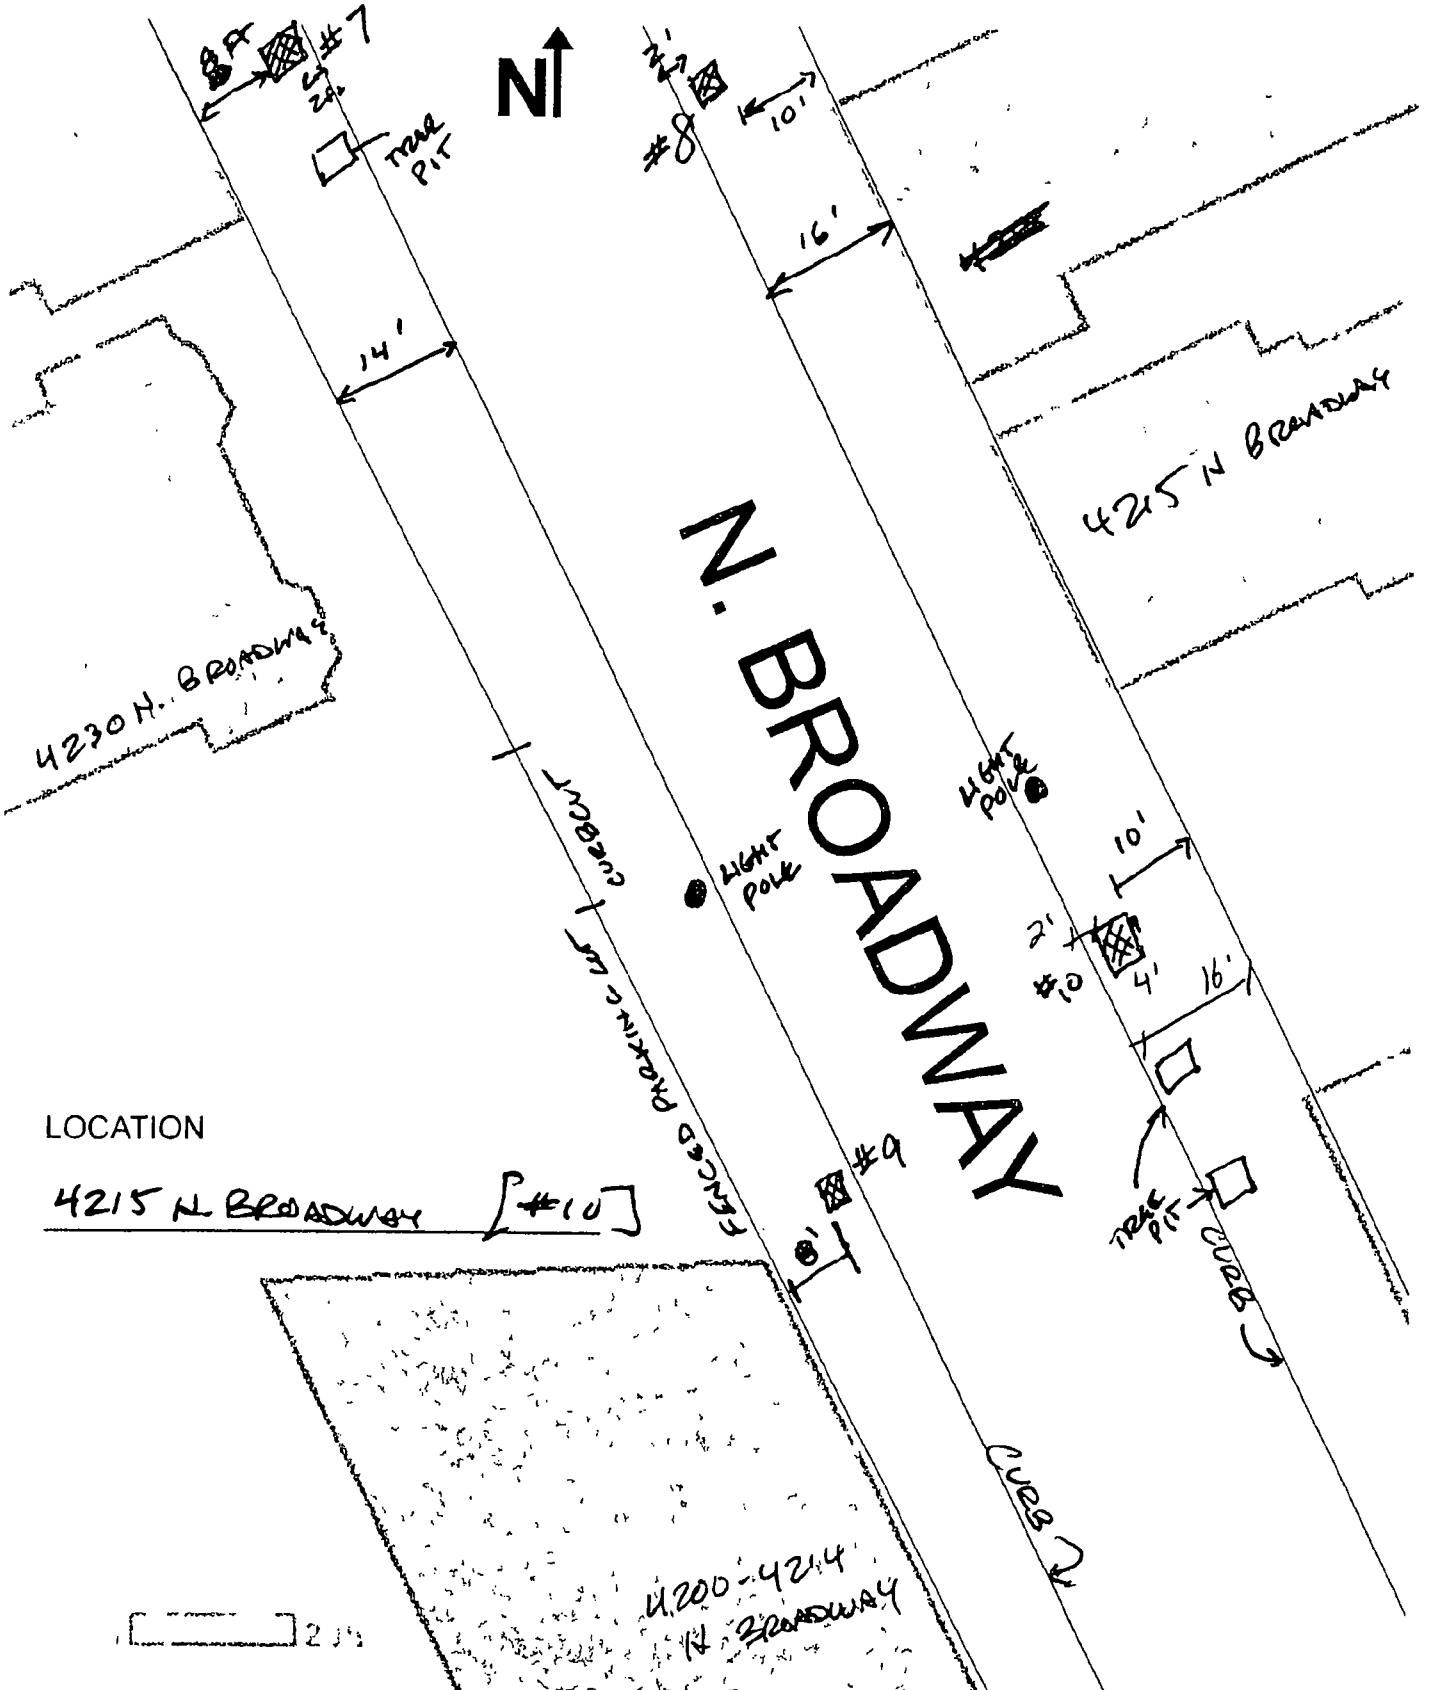 8 FT
#7
2 ft.
TREE
PIT
N
2'
#8
10'
16'
14'
4215 N BROADWAY
4230 N. BROADWAY
N. BROADWAY
CURBCUT
LIGHT
POLE
LIGHT
POLE
10'
2'
#10
4'
16'
FENCED PARKING LOT
#9
8'
TREE
PIT
CURB
LOCATION
4215 N. BROADWAY [#10]
CURB
4200-4214
N. BROADWAY